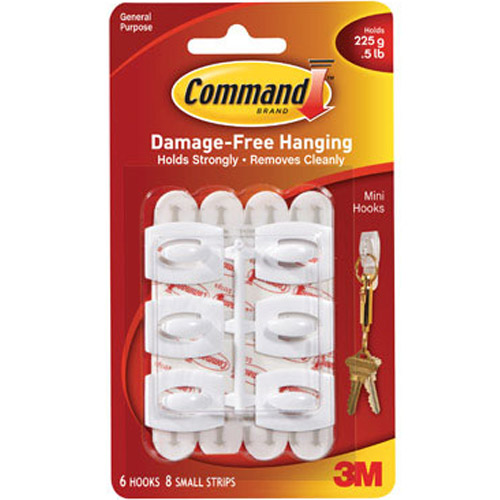 General
Purpose
Holds
225 g
.5 lb
Command™
BRAND
Damage-Free Hanging
Holds Strongly • Removes Cleanly
Mini
Hooks
6 HOOKS 8 SMALL STRIPS
3M